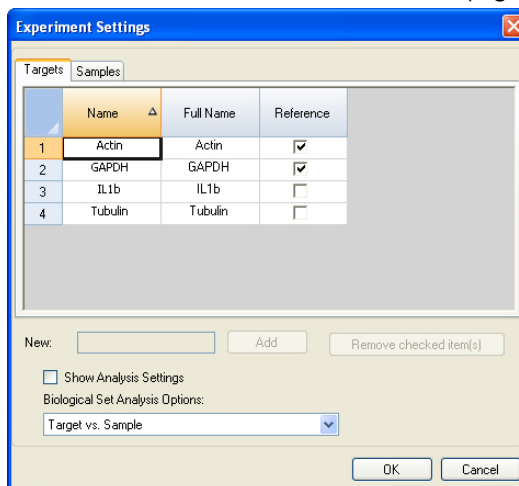 Experiment Settings
Targets Samples
Name Full Name Reference
1 Actin Actin
2 GAPDH GAPDH
3 IL1b IL1b
4 Tubulin Tubulin
New: Add Remove checked item(s)
Show Analysis Settings
Biological Set Analysis Options:
Target vs. Sample
OK Cancel